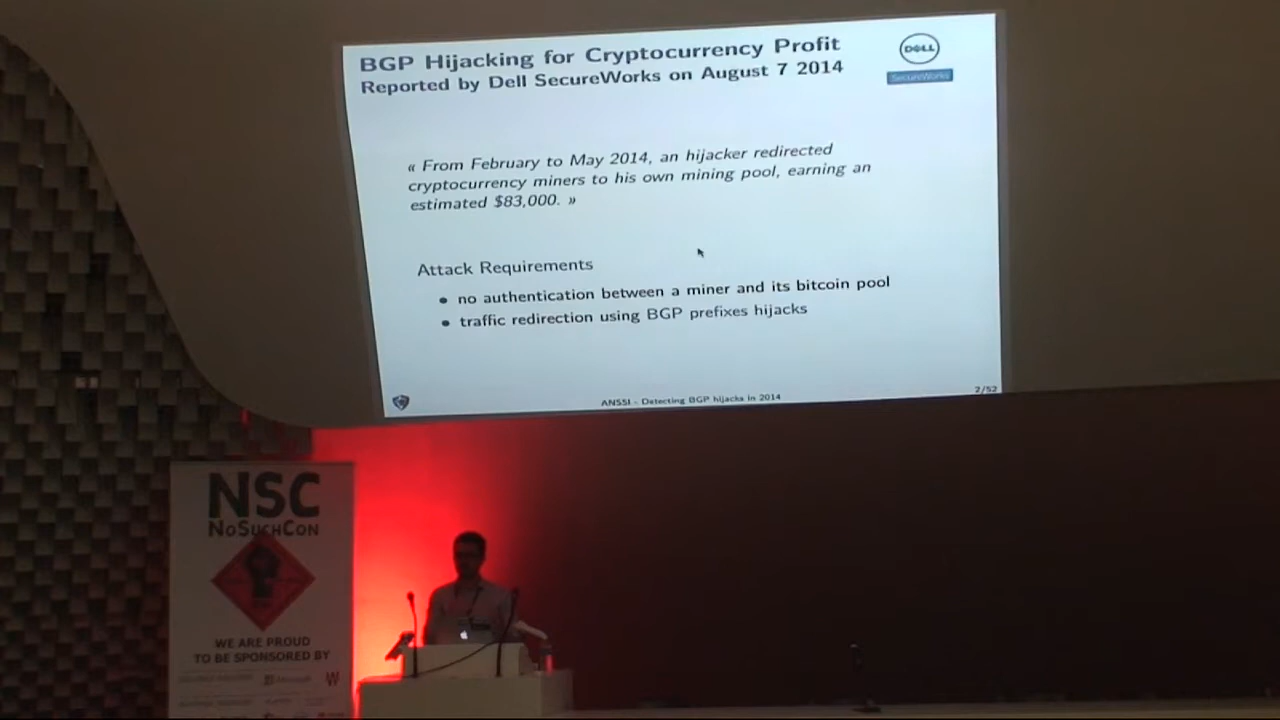 BGP Hijacking for Cryptocurrency Profit
Reported by Dell SecureWorks on August 7 2014
DELL
SecureWorks
« From February to May 2014, an hijacker redirected
cryptocurrency miners to his own mining pool, earning an
estimated $83,000. »
Attack Requirements
● no authentication between a miner and its bitcoin pool
● traffic redirection using BGP prefixes hijacks
ANSSI - Detecting BGP hijacks in 2014
2/52
NSC
NOSUCHCON
WE ARE PROUD
TO BE SPONSORED BY
Microsoft
W